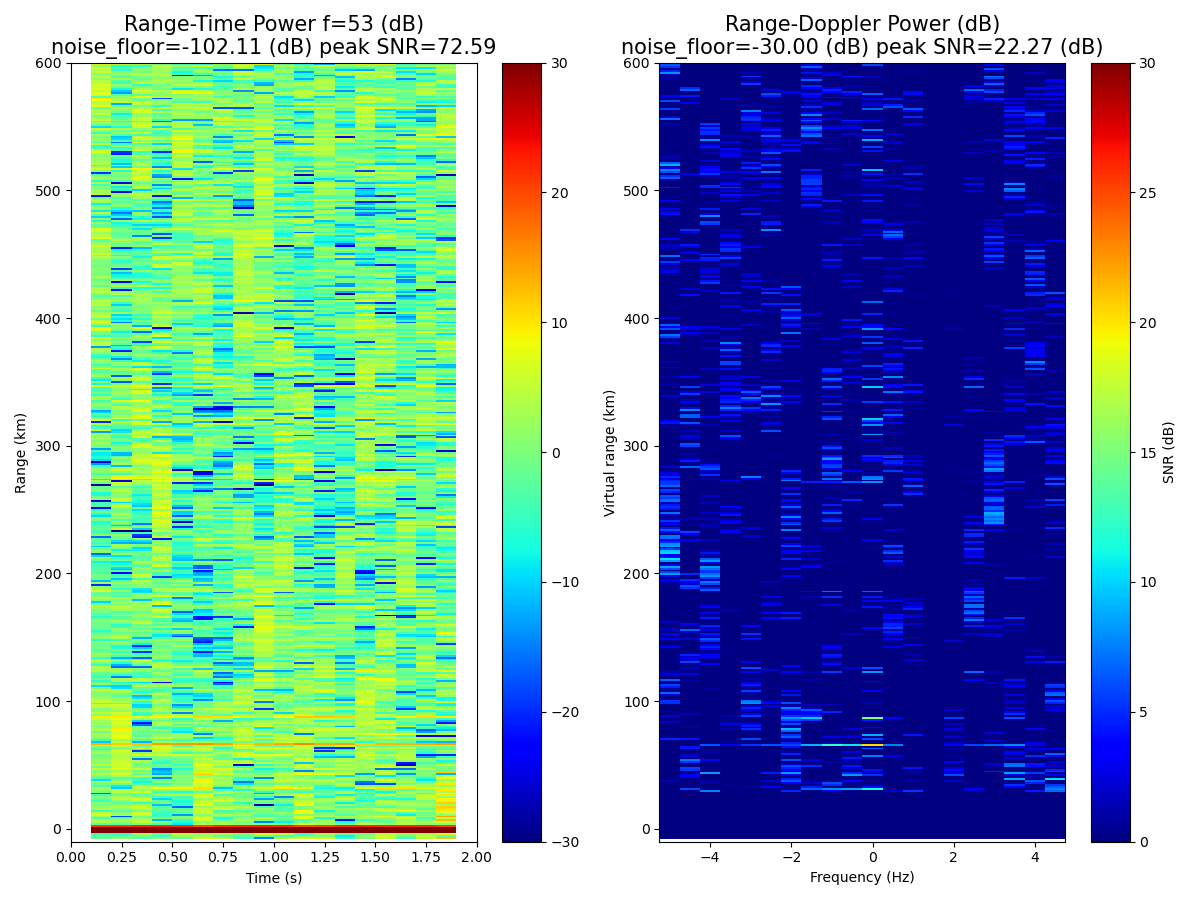 Range-Time Power f=53 (dB)
noise_floor=-102.11 (dB) peak SNR=72.59
Range (km)
600
500
400
300
200
100
0
0.00 0.25 0.50 0.75 1.00 1.25 1.50 1.75 2.00
Time (s)
30
20
10
0
−10
−20
−30
Range-Doppler Power (dB)
noise_floor=-30.00 (dB) peak SNR=22.27 (dB)
Virtual range (km)
600
500
400
300
200
100
0
−4 −2 0 2 4
Frequency (Hz)
30
25
20
15
10
5
0
SNR (dB)